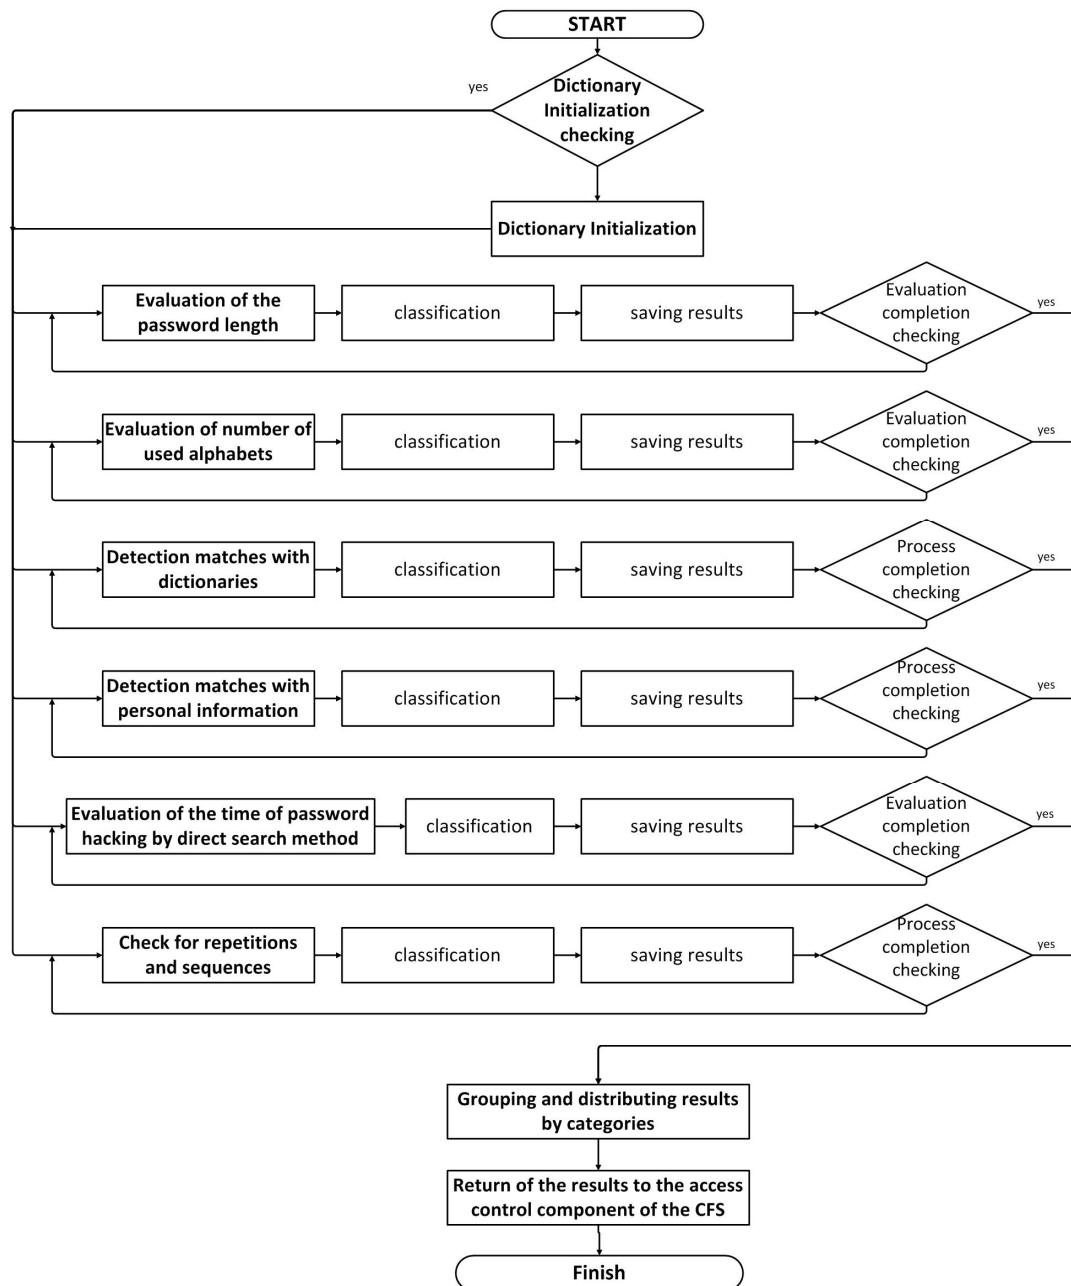 START
yes
Dictionary
Initialization
checking
Dictionary Initialization
Evaluation of the
password length
classification
saving results
Evaluation
completion
checking
yes
Evaluation of number of
used alphabets
classification
saving results
Evaluation
completion
checking
yes
Detection matches with
dictionaries
classification
saving results
Process
completion
checking
yes
Detection matches with
personal information
classification
saving results
Process
completion
checking
yes
Evaluation of the time of password
hacking by direct search method
classification
saving results
Evaluation
completion
checking
yes
Check for repetitions
and sequences
classification
saving results
Process
completion
checking
yes
Grouping and distributing results
by categories
Return of the results to the access
control component of the CFS
Finish